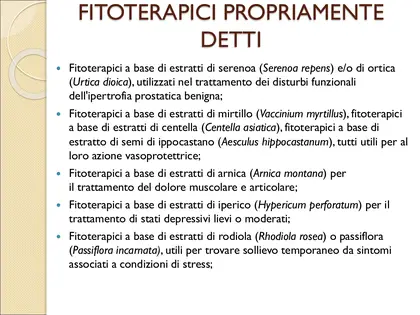 FITOTERAPICI PROPRIAMENTE
DETTI
• Fitoterapici a base di estratti di serenoa (Serenoa repens) e/o di ortica
(Urtica dioica), utilizzati nel trattamento dei disturbi funzionali
dell'ipertrofia prostatica benigna;
• Fitoterapici a base di estratti di mirtillo (Vaccinium myrtillus), fitoterapici
a base di estratti di centella (Centella asiatica), fitoterapici a base di
estratto di semi di ippocastano (Aesculus hippocastanum), tutti utili per al
loro azione vasoprotettrice;
• Fitoterapici a base di estratti di arnica (Arnica montana) per
il trattamento del dolore muscolare e articolare;
• Fitoterapici a base di estratti di iperico (Hypericum perforatum) per il
trattamento di stati depressivi lievi o moderati;
• Fitoterapici a base di estratti di rodiola (Rhodiola rosea) o passiflora
(Passiflora incarnata), utili per trovare sollievo temporaneo da sintomi
associati a condizioni di stress;